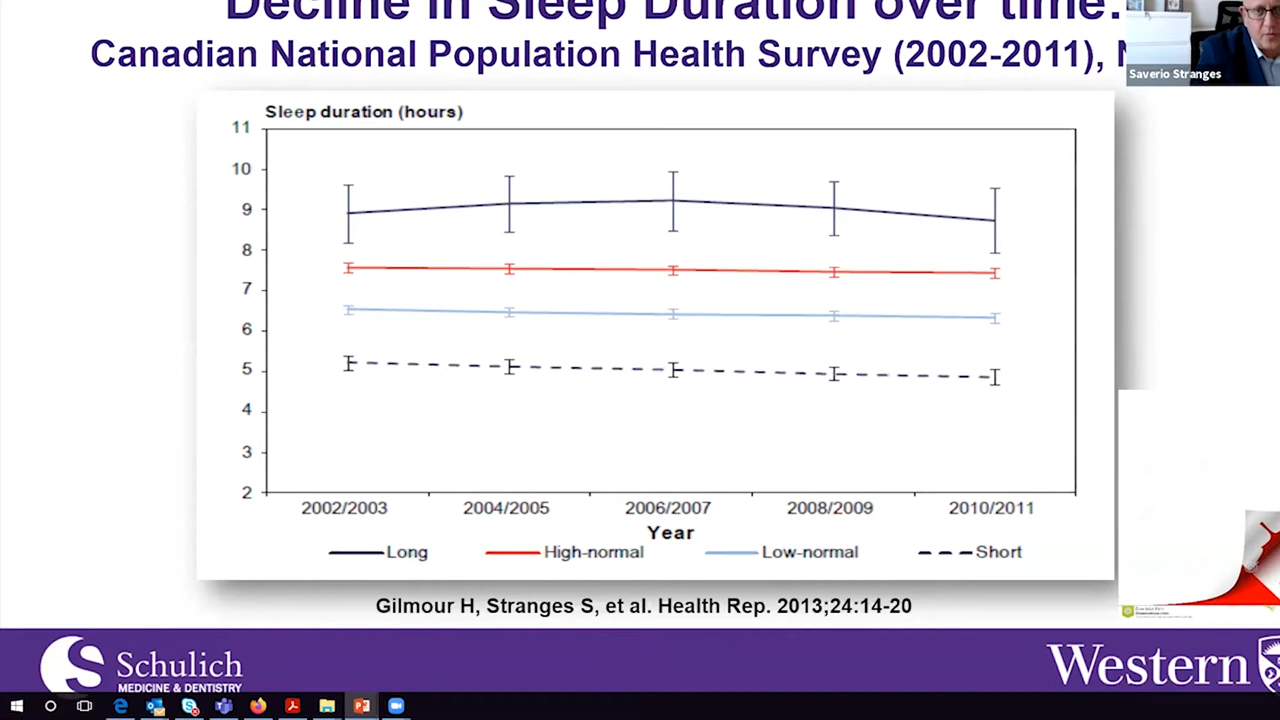 Decline in Sleep Duration over time:
Canadian National Population Health Survey (2002-2011),
Saverio Stranges
Sleep duration (hours)
11
10
9
8
7
6
5
4
3
2
2002/2003 2004/2005 2006/2007 2008/2009 2010/2011
Year
Long High-normal Low-normal Short
Gilmour H, Stranges S, et al. Health Rep. 2013;24:14-20
Schulich
MEDICINE & DENTISTRY
Western